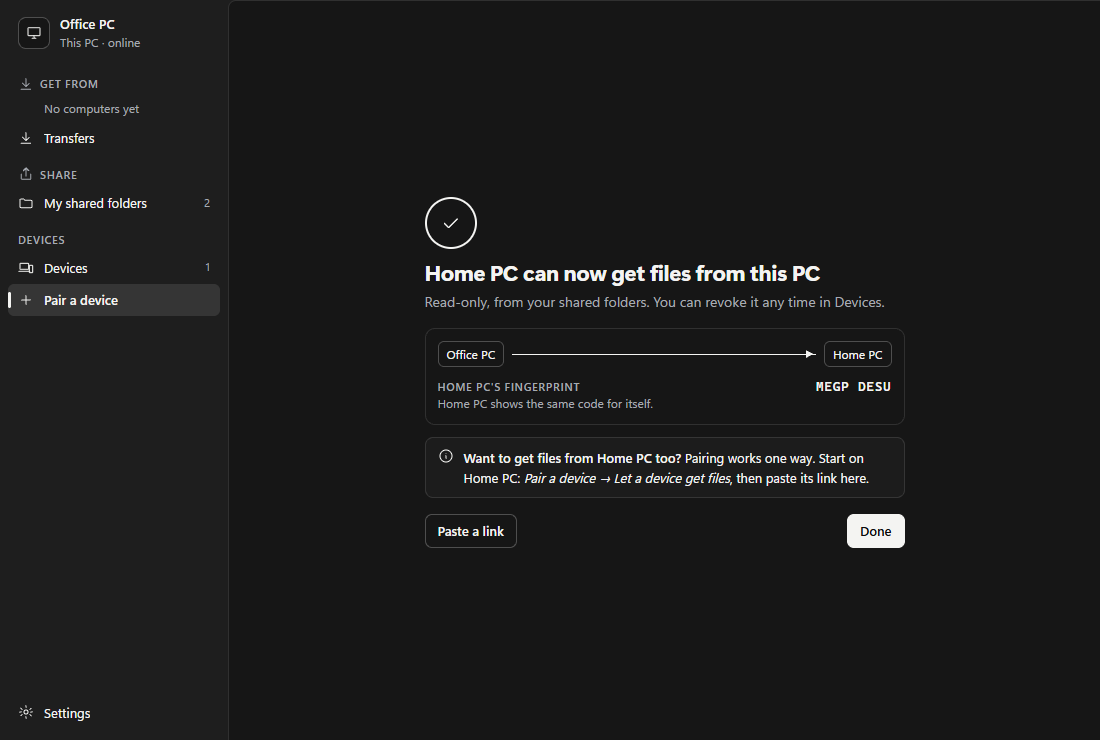 Office PC
This PC · online
GET FROM
No computers yet
Transfers
SHARE
My shared folders 2
DEVICES
Devices 1
Pair a device
Settings
Home PC can now get files from this PC
Read-only, from your shared folders. You can revoke it any time in Devices.
Office PC Home PC
HOME PC'S FINGERPRINT MEGP DESU
Home PC shows the same code for itself.
Want to get files from Home PC too? Pairing works one way. Start on
Home PC: Pair a device → Let a device get files, then paste its link here.
Paste a link Done